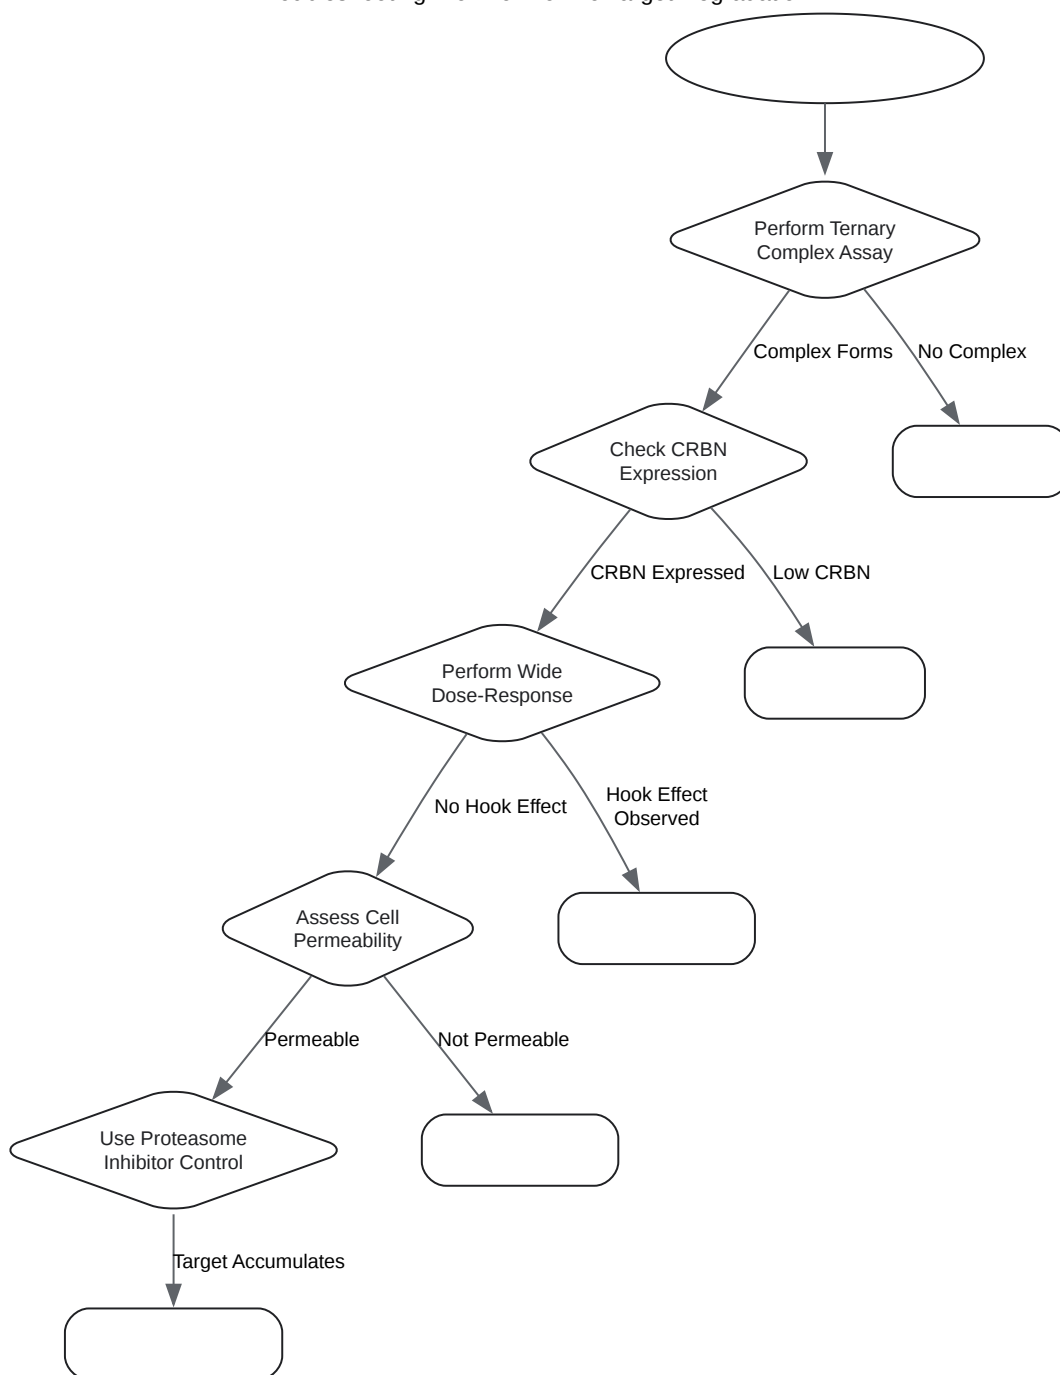 Perform Ternary
Complex Assay
Complex Forms
No Complex
Check CRBN
Expression
CRBN Expressed
Low CRBN
Perform Wide
Dose-Response
No Hook Effect
Hook Effect
Observed
Assess Cell
Permeability
Permeable
Not Permeable
Use Proteasome
Inhibitor Control
Target Accumulates